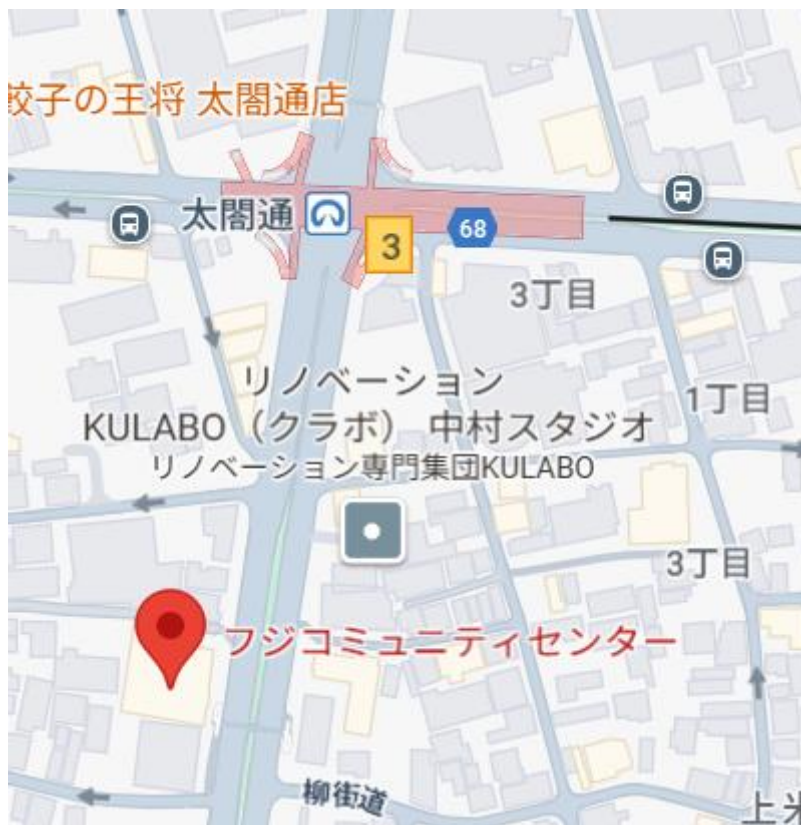 餃子の王将 太閤通店
太閤通
3
68
3丁目
リノベーション
KULABO（クラボ） 中村スタジオ
リノベーション専門集団KULABO
1丁目
3丁目
フジコミュニティセンター
柳街道
上米